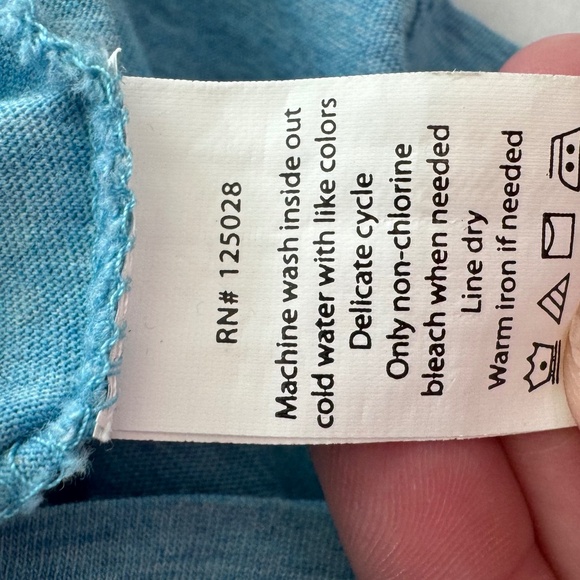 RN# 125028
Machine wash inside out
cold water with like colors
Delicate cycle
Only non-chlorine
bleach when needed
Line dry
Warm iron if needed